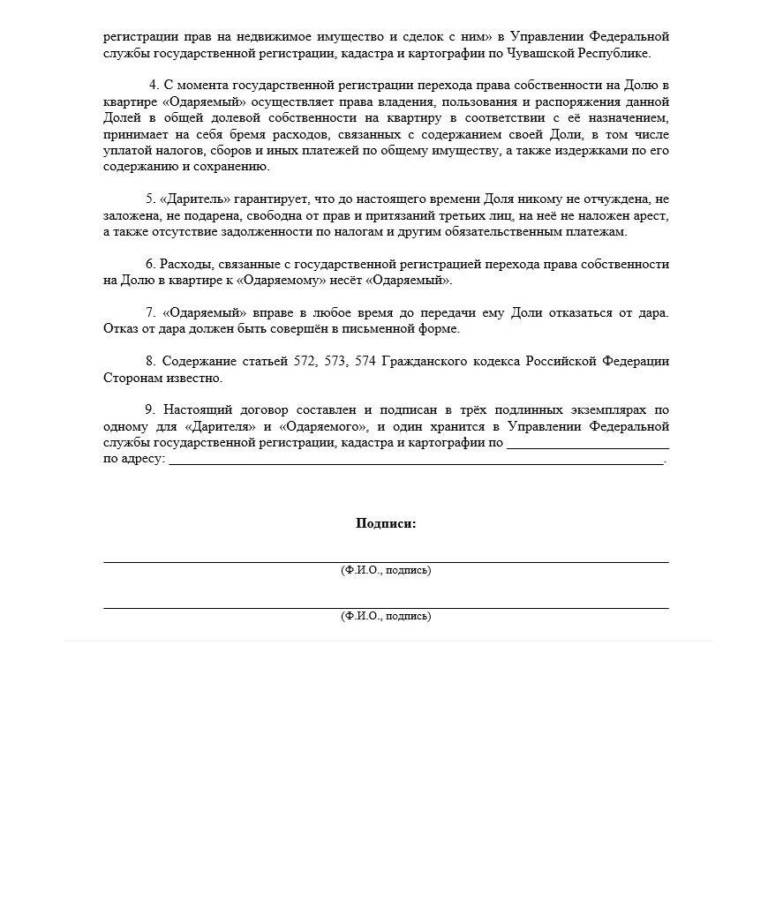 регистрации прав на недвижимое имущество и сделок с ним» в Управлении Федеральной
службы государственной регистрации, кадастра и картографии по Чувашской Республике.
4. С момента государственной регистрации перехода права собственности на Долю в
квартире «Одаряемый» осуществляет права владения, пользования и распоряжения данной
Долей в общей долевой собственности на квартиру в соответствии с её назначением,
принимает на себя бремя расходов, связанных с содержанием своей Доли, в том числе
уплатой налогов, сборов и иных платежей по общему имуществу, а также издержками по его
содержанию и сохранению.
5. «Даритель» гарантирует, что до настоящего времени Доля никому не отчуждена, не
заложена, не подарена, свободна от прав и притязаний третьих лиц, на неё не наложен арест,
а также отсутствие задолженности по налогам и другим обязательным платежам.
6. Расходы, связанные с государственной регистрацией перехода права собственности
на Долю в квартире к «Одаряемому» несёт «Одаряемый».
7. «Одаряемый» вправе в любое время до передачи ему Доли отказаться от дара.
Отказ от дара должен быть совершён в письменной форме.
8. Содержание статьей 572, 573, 574 Гражданского кодекса Российской Федерации
Сторонам известно.
9. Настоящий договор составлен и подписан в трёх подлинных экземплярах по
одному для «Дарителя» и «Одаряемого», и один хранится в Управлении Федеральной
службы государственной регистрации, кадастра и картографии по ________________________
по адресу: _________________________________________________________________________.
Подписи:
(Ф.И.О., подпись)
(Ф.И.О., подпись)